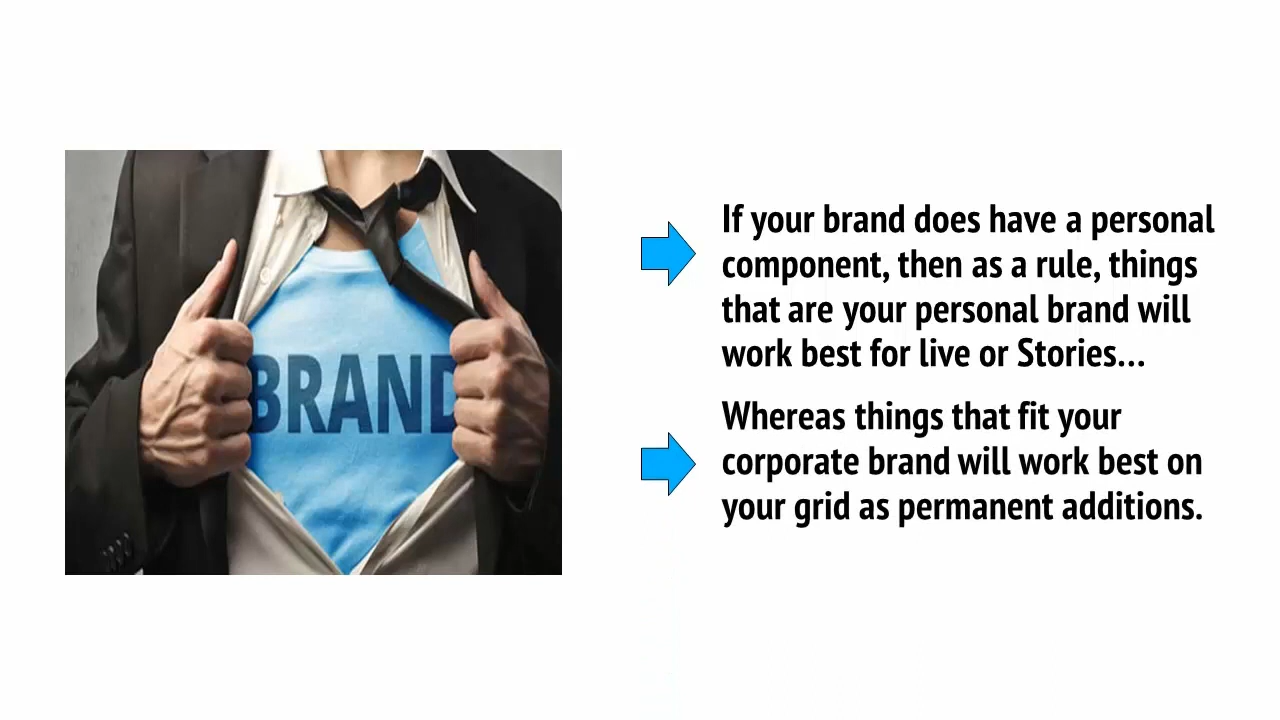 BRAND
If your brand does have a personal
component, then as a rule, things
that are your personal brand will
work best for live or Stories...
Whereas things that fit your
corporate brand will work best on
your grid as permanent additions.